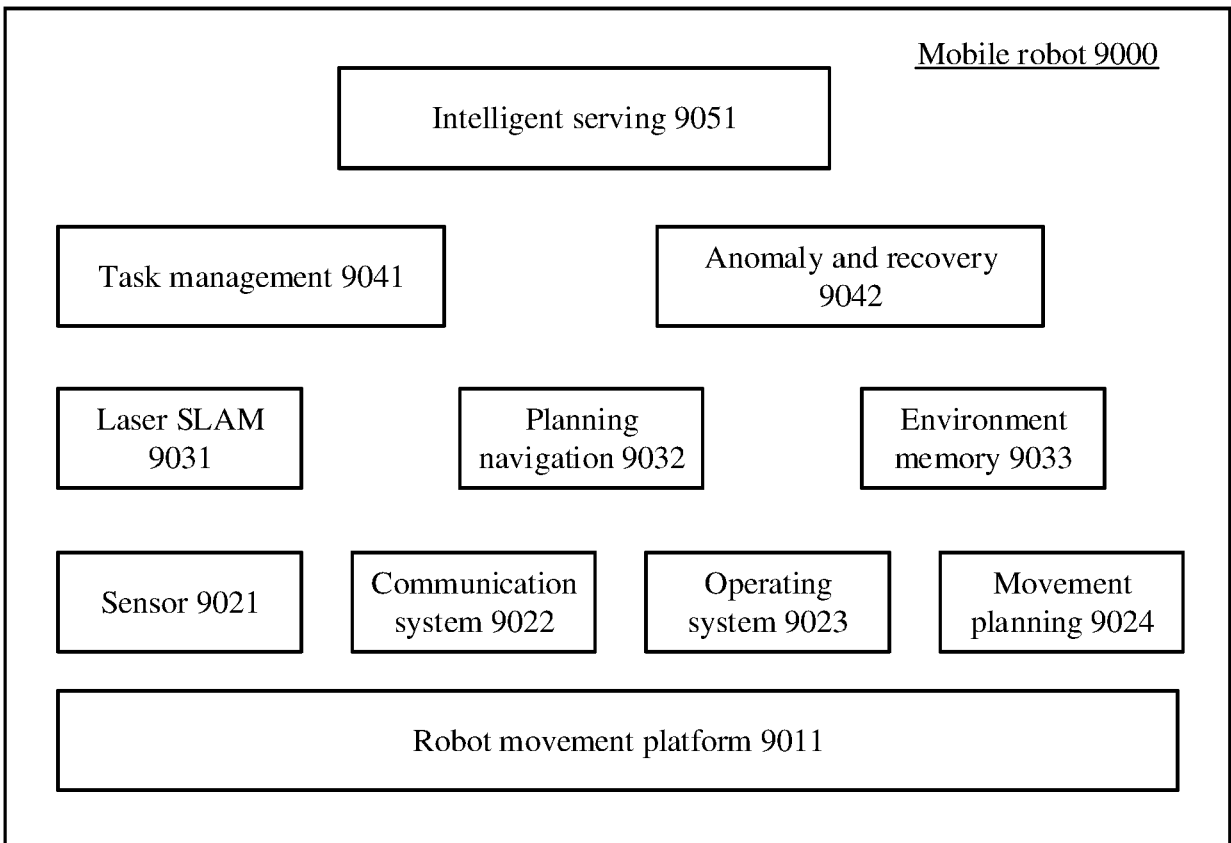 Mobile robot 9000
Intelligent serving 9051
Task management 9041
Anomaly and recovery
9042
Laser SLAM
9031
Planning
navigation 9032
Environment
memory 9033
Sensor 9021
Communication
system 9022
Operating
system 9023
Movement
planning 9024
Robot movement platform 9011